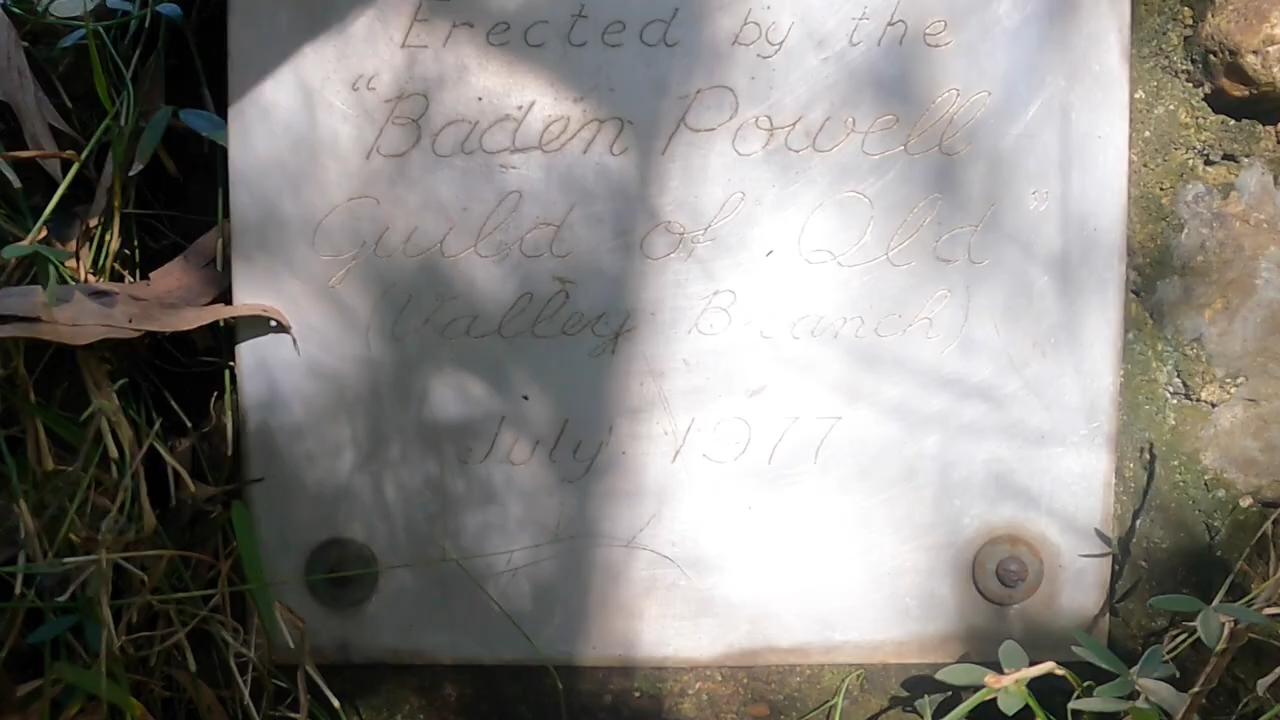 Erected by the
"Baden Powell
Guild of Qld"
(Valley Branch)
July 1977